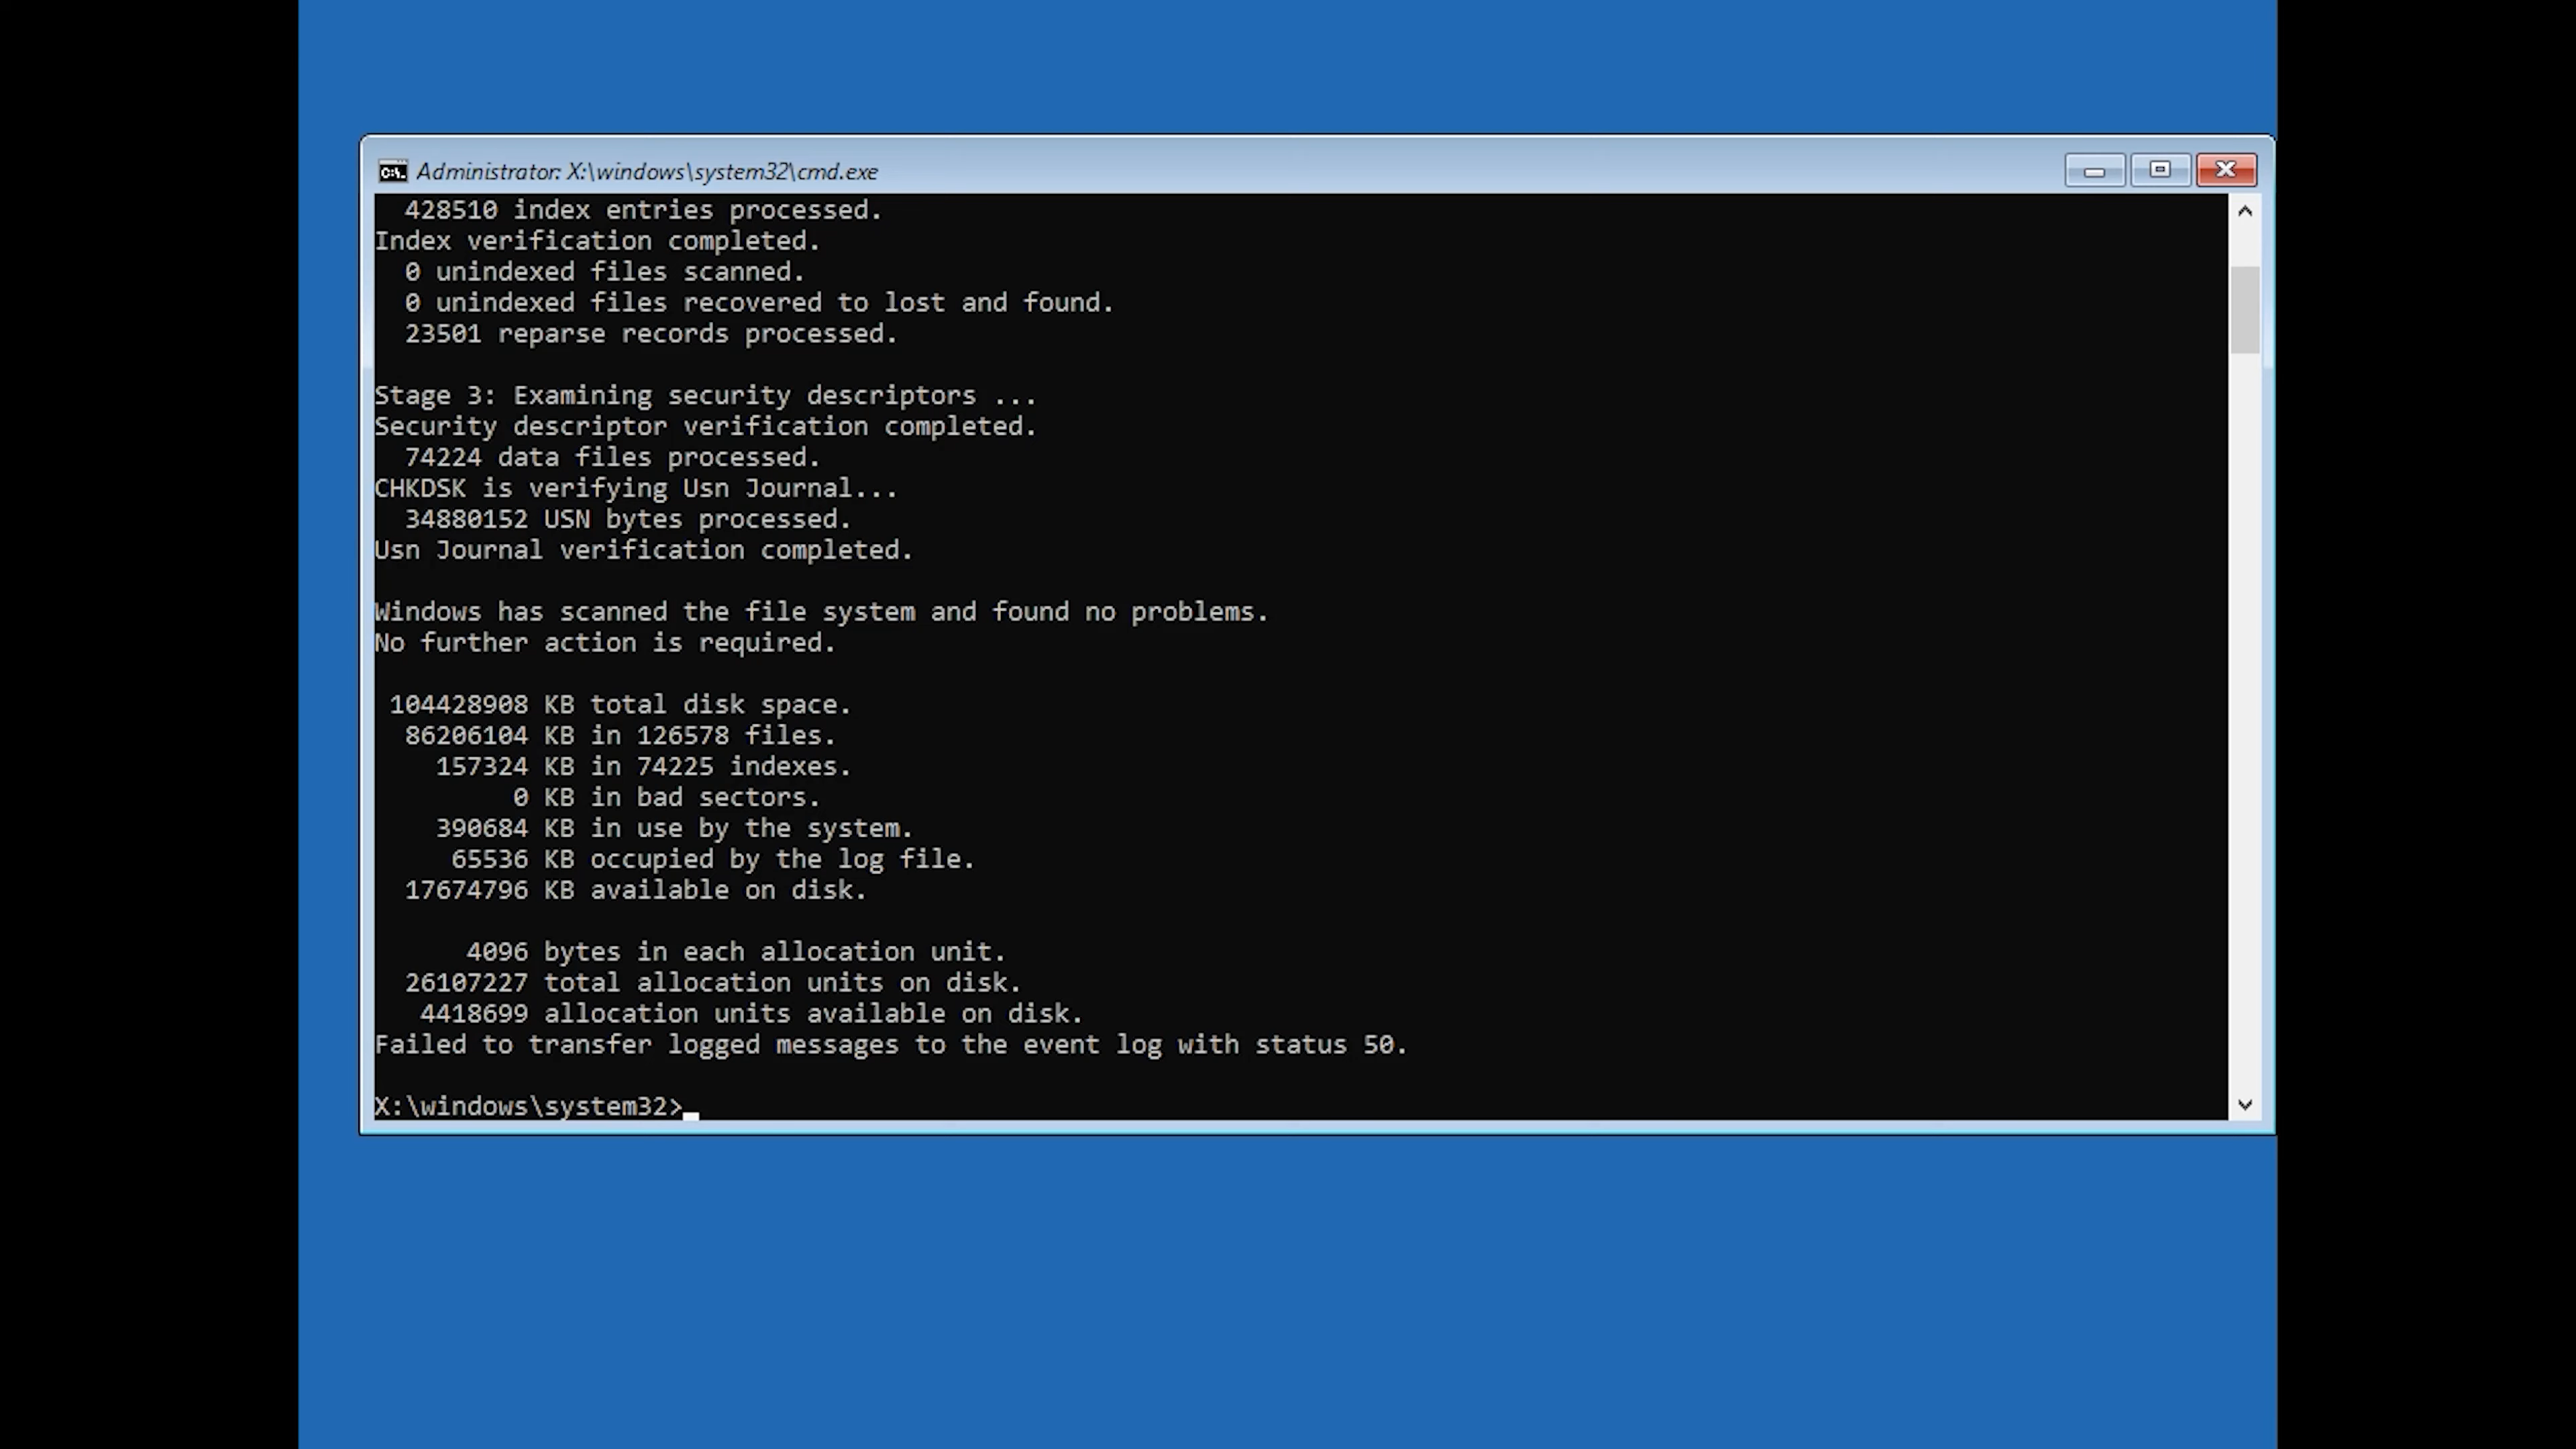 Administrator: X:\windows\system32\cmd.exe
428510 index entries processed.
Index verification completed.
0 unindexed files scanned.
0 unindexed files recovered to lost and found.
23501 reparse records processed.
Stage 3: Examining security descriptors ...
Security descriptor verification completed.
74224 data files processed.
CHKDSK is verifying Usn Journal...
34880152 USN bytes processed.
Usn Journal verification completed.
Windows has scanned the file system and found no problems.
No further action is required.
104428908 KB total disk space.
86206104 KB in 126578 files.
157324 KB in 74225 indexes.
0 KB in bad sectors.
390684 KB in use by the system.
65536 KB occupied by the log file.
17674796 KB available on disk.
4096 bytes in each allocation unit.
26107227 total allocation units on disk.
4418699 allocation units available on disk.
Failed to transfer logged messages to the event log with status 50.
X:\windows\system32>